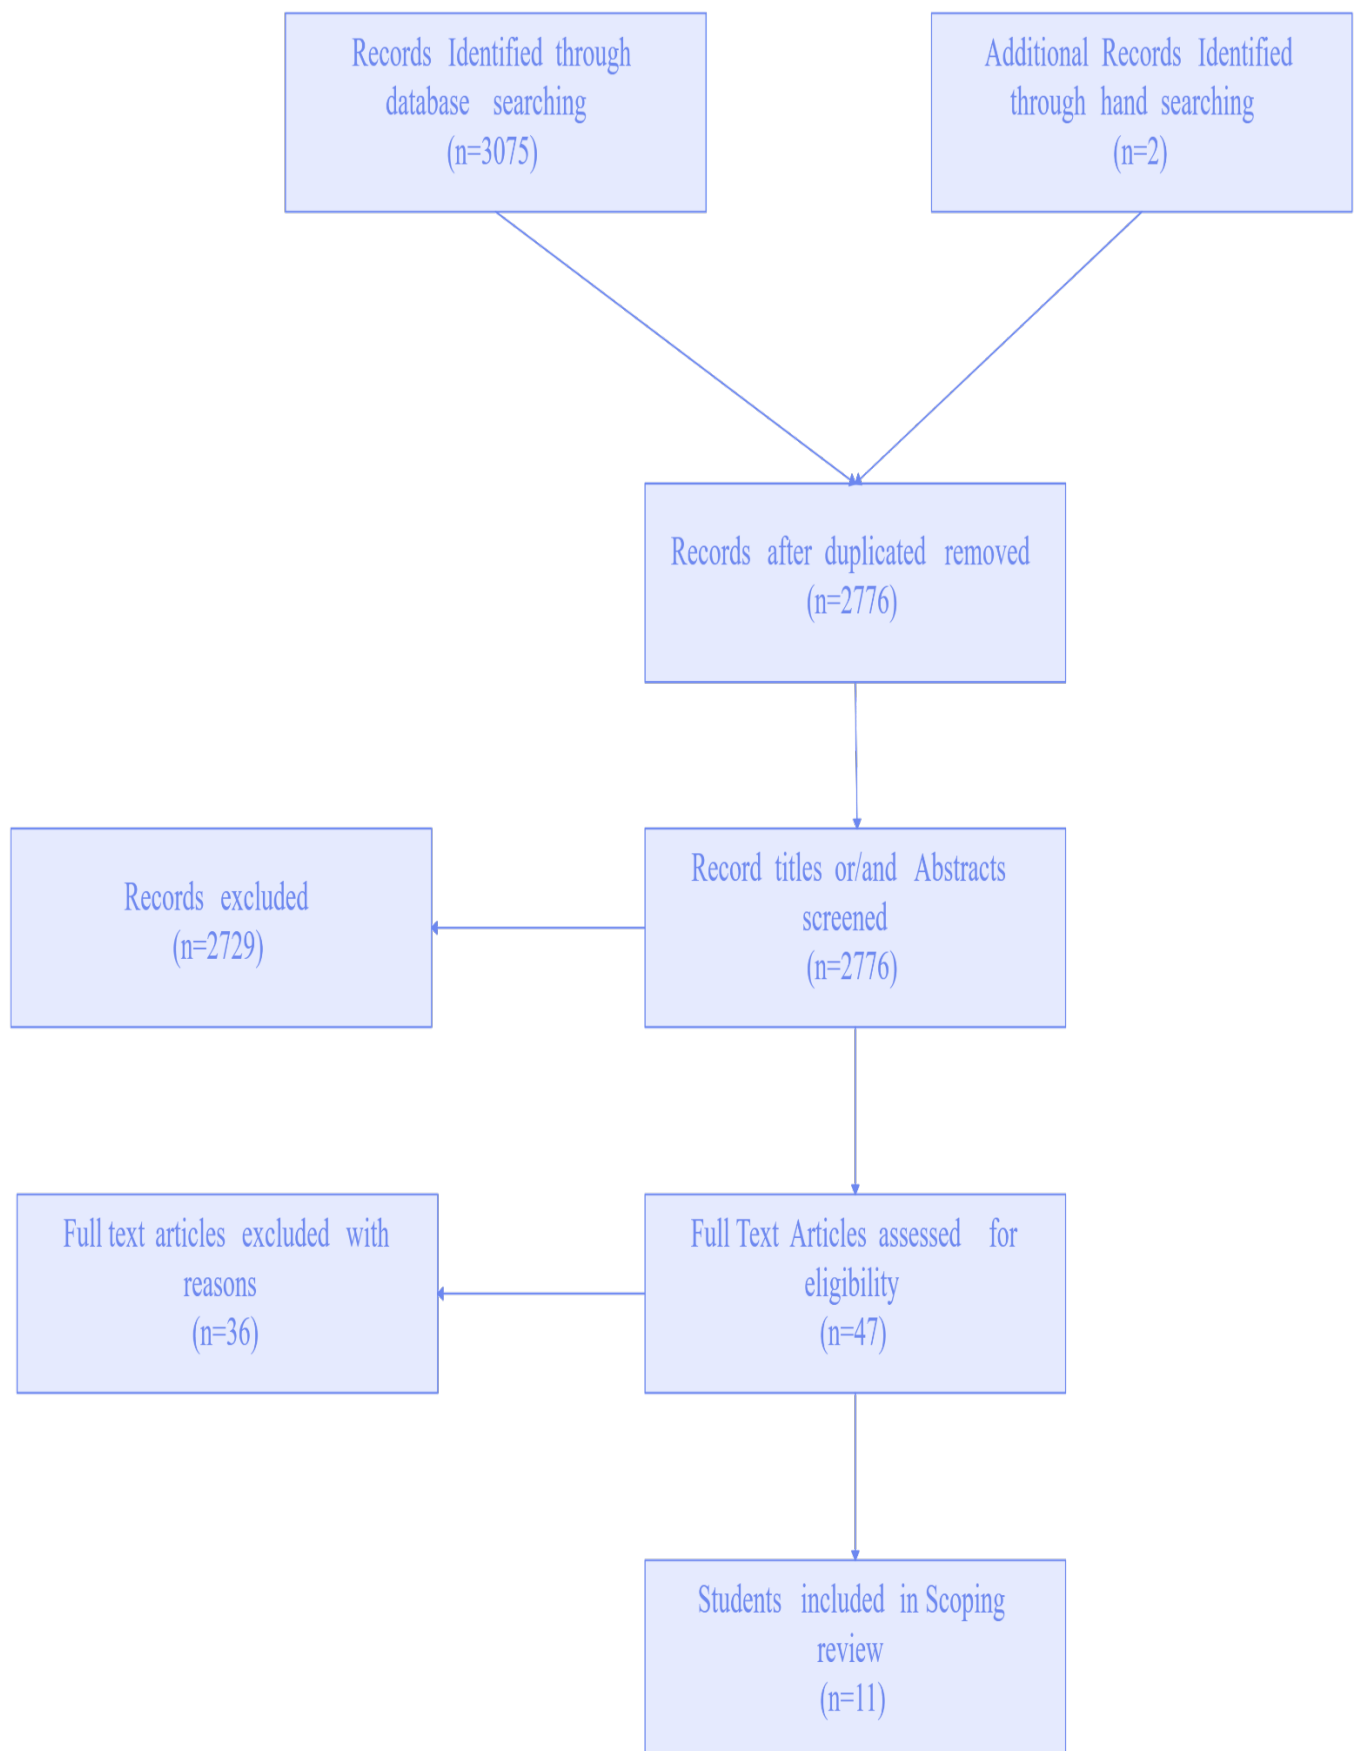 Records Identified through
database searching
(n=3075)
Additional Records Identified
through hand searching
(n=2)
Records after duplicated removed
(n=2776)
Record titles or/and Abstracts
screened
(n=2776)
Records excluded
(n=2729)
Full Text Articles assessed for
eligibility
(n=47)
Full text articles excluded with
reasons
(n=36)
Students included in Scoping
review
(n=11)